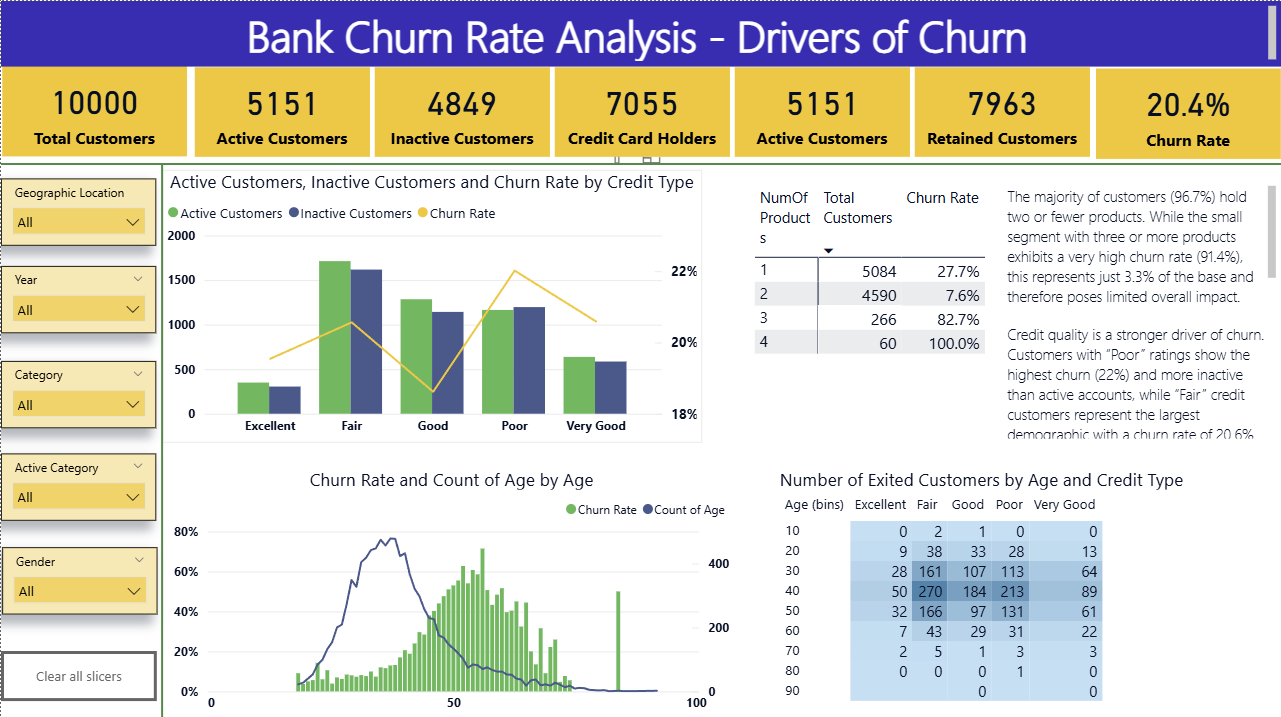 Bank Churn Rate Analysis - Drivers of Churn
10000
Total Customers
5151
Active Customers
4849
Inactive Customers
7055
Credit Card Holders
5151
Active Customers
7963
Retained Customers
20.4%
Churn Rate
Geographic Location
All
Year
All
Category
All
Active Category
All
Gender
All
Clear all slicers
Active Customers, Inactive Customers and Churn Rate by Credit Type
Active Customers Inactive Customers Churn Rate
2000
1500
1000
500
0
22%
20%
18%
Excellent Fair Good Poor Very Good
NumOf Total Churn Rate
Product Customers
s
1 5084 27.7%
2 4590 7.6%
3 266 82.7%
4 60 100.0%
The majority of customers (96.7%) hold
two or fewer products. While the small
segment with three or more products
exhibits a very high churn rate (91.4%),
this represents just 3.3% of the base and
therefore poses limited overall impact.
Credit quality is a stronger driver of churn.
Customers with “Poor” ratings show the
highest churn (22%) and more inactive
than active accounts, while “Fair” credit
customers represent the largest
demographic with a churn rate of 20.6%
Churn Rate and Count of Age by Age
Churn Rate Count of Age
80%
60%
40%
20%
0%
400
200
0
0 50 100
Number of Exited Customers by Age and Credit Type
Age (bins) Excellent Fair Good Poor Very Good
10 0 2 1 0 0
20 9 38 33 28 13
30 28 161 107 113 64
40 50 270 184 213 89
50 32 166 97 131 61
60 7 43 29 31 22
70 2 5 1 3 3
80 0 0 0 1 0
90 0 0